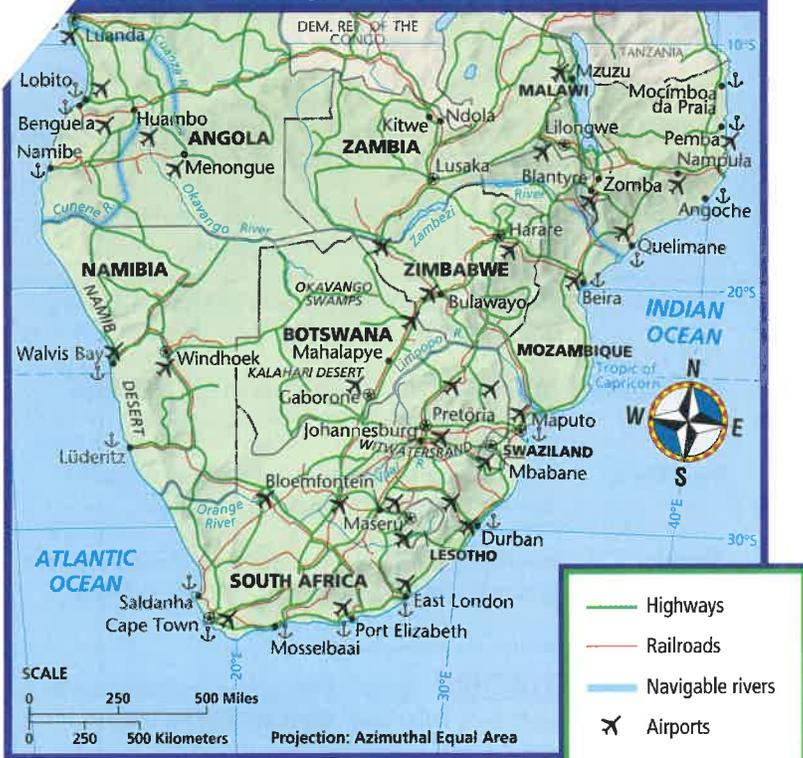 DEM. REP. OF THE
CONGO
TANZANIA
10°S
Luanda
Cuanza R.
Lobito
Benguela
Huambo
ANGOLA
Namibe
Menongue
Cunene R.
Okavango River
Kitwe
Ndola
ZAMBIA
Lusaka
Mzuzu
MALAWI
Mocímboa
da Praia
Lilongwe
Pemba
Blantyre
Zomba
Nampula
Angoche
Zambezi River
Harare
Quelimane
NAMIBIA
ZIMBABWE
OKAVANGO
SWAMPS
Bulawayo
Beira
20°S
INDIAN
OCEAN
NAMIB DESERT
BOTSWANA
Mahalapye
Limpopo R.
MOZAMBIQUE
Walvis Bay
Windhoek
KALAHARI DESERT
Gaborone
Tropic of
Capricorn
N
W
E
S
Pretoria
Johannesburg
WITWATERSRAND
Maputo
SWAZILAND
Mbabane
Lüderitz
Vaal R.
Bloemfontein
Orange
River
Maseru
Durban
LESOTHO
40°E
30°S
ATLANTIC
OCEAN
SOUTH AFRICA
Saldanha
Cape Town
East London
Port Elizabeth
Mosselbaai
20°E
30°E
SCALE
0 250 500 Miles
0 250 500 Kilometers
Projection: Azimuthal Equal Area
Highways
Railroads
Navigable rivers
Airports